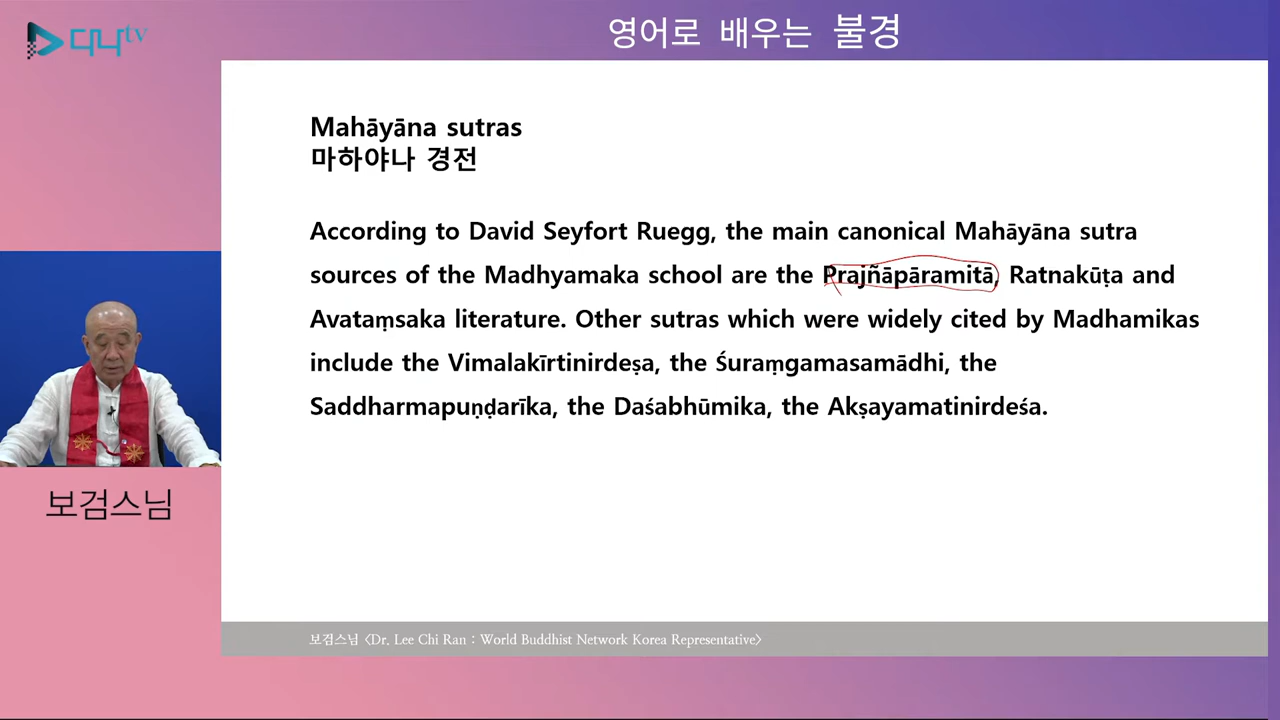 다나tv
영어로 배우는 불경
Mahāyāna sutras
마하야나 경전
According to David Seyfort Ruegg, the main canonical Mahāyāna sutra
sources of the Madhyamaka school are the Prajñāpāramitā, Ratnakūṭa and
Avataṃsaka literature. Other sutras which were widely cited by Madhamikas
include the Vimalakīrtinirdeṣa, the Śuraṃgamasamādhi, the
Saddharmapuṇḍarīka, the Daśabhūmika, the Akṣayamatinirdeśa.
보검스님
보검스님 <Dr. Lee Chi Ran : World Buddhist Network Korea Representative>